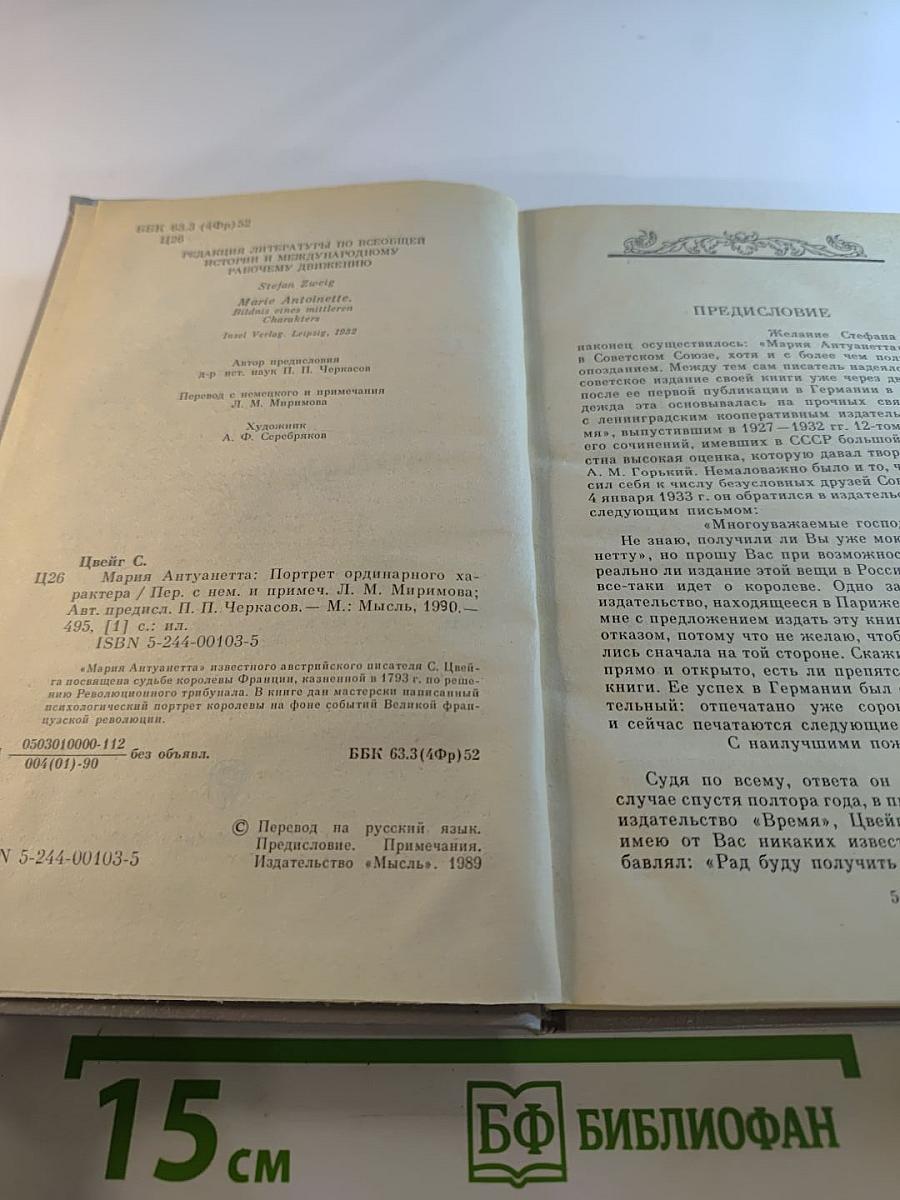 ББК 63.3 (4Фр)52
Ц26
РЕДАКЦИЯ ЛИТЕРАТУРЫ ПО ВСЕОБЩЕЙ
ИСТОРИИ И МЕЖДУНАРОДНОМУ
РАБОЧЕМУ ДВИЖЕНИЮ
Stefan Zweig
Marie Antoinette.
Bildnis eines mittleren
Charakters
Insel Verlag. Leipzig, 1932
Автор предисловия
д-р ист. наук П. П. Черкасов
Перевод с немецкого и примечания
Л. М. Миримова
Художник
А. Ф. Серебряков
Цвейг С.
Ц26 Мария Антуанетта: Портрет ординарного ха-
рактера / Пер. с нем. и примеч. Л. М. Миримова;
Авт. предисл. П. П. Черкасов. — М.: Мысль, 1990. —
495, [1] с.: ил.
ISBN 5-244-00103-5
«Мария Антуанетта» известного австрийского писателя С. Цвей-
га посвящена судьбе королевы Франции, казненной в 1793 г. по реше-
нию Революционного трибунала. В книге дан мастерски написанный
психологический портрет королевы на фоне событий Великой фран-
цузской революции.
0503010000-112
004(01)-90
без объявл.
ББК 63.3(4Фр)52
N 5-244-00103-5
© Перевод на русский язык.
Предисловие. Примечания.
Издательство «Мысль». 1989
ПРЕДИСЛОВИЕ
Желание Стефана
наконец осуществилось: «Мария Антуанетта»
в Советском Союзе, хотя и с более чем пол
опозданием. Между тем сам писатель надеялс
советское издание своей книги уже через дв
после ее первой публикации в Германии в
дежда эта основывалась на прочных свя
с ленинградским кооперативным издатель
мя», выпустившим в 1927—1932 гг. 12-том
его сочинений, имевших в СССР большой
стна высокая оценка, которую давал твор
А. М. Горький. Немаловажно было и то, ч
сил себя к числу безусловных друзей Сов
4 января 1933 г. он обратился в издательс
следующим письмом:
«Многоуважаемые господ
Не знаю, получили ли Вы уже мою
нетту», но прошу Вас при возможнос
реально ли издание этой вещи в Росси
все-таки идет о королеве. Одно за
издательство, находящееся в Париже
мне с предложением издать эту книг
отказом, потому что не желаю, чтоб
лись сначала на той стороне. Скажи
прямо и открыто, есть ли препятс
книги. Ее успех в Германии был
тельный: отпечатано уже сорок
и сейчас печатаются следующие
С наилучшими пож
Судя по всему, ответа он
случае спустя полтора года, в пи
издательство «Время», Цвейг
имею от Вас никаких извест
бавлял: «Рад буду получить
5
15 см
БФ БИБЛИОФАН